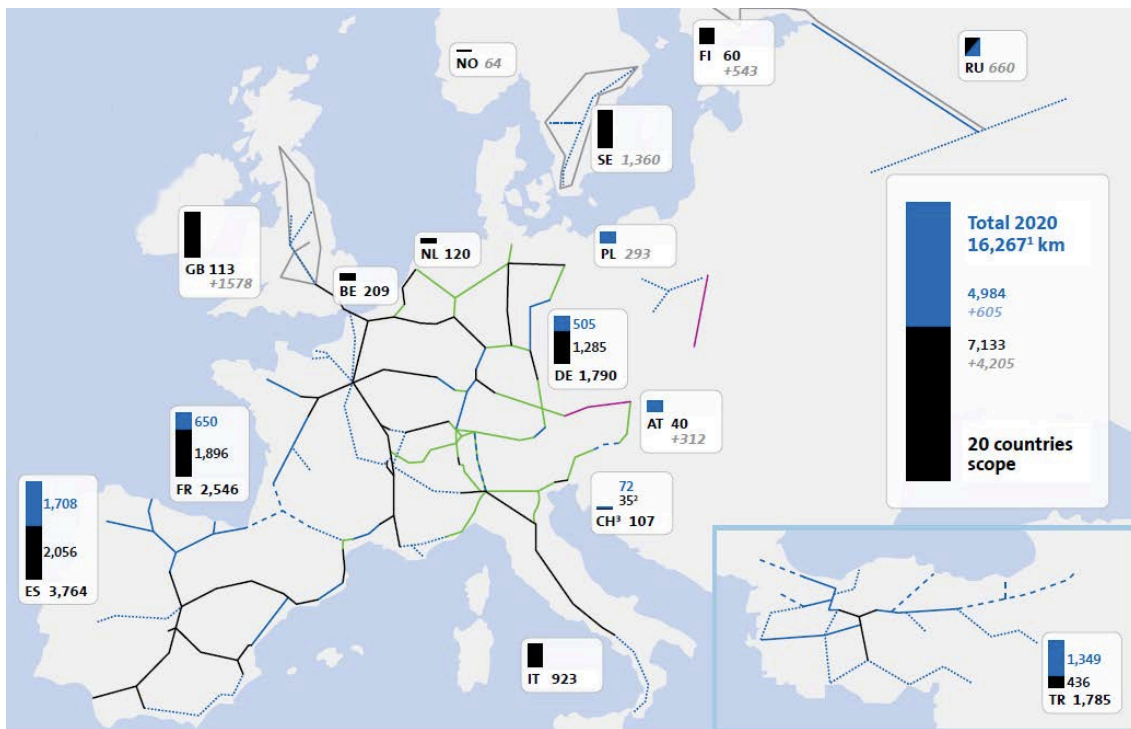 NO 64
FI 60
+543
RU 660
SE 1,360
GB 113
+1578
NL 120
BE 209
PL 293
Total 2020
16,267¹ km
4,984
+605
7,133
+4,205
20 countries
scope
505
1,285
DE 1,790
AT 40
+312
650
1,896
FR 2,546
72
35²
CH³ 107
1,708
2,056
ES 3,764
IT 923
1,349
436
TR 1,785